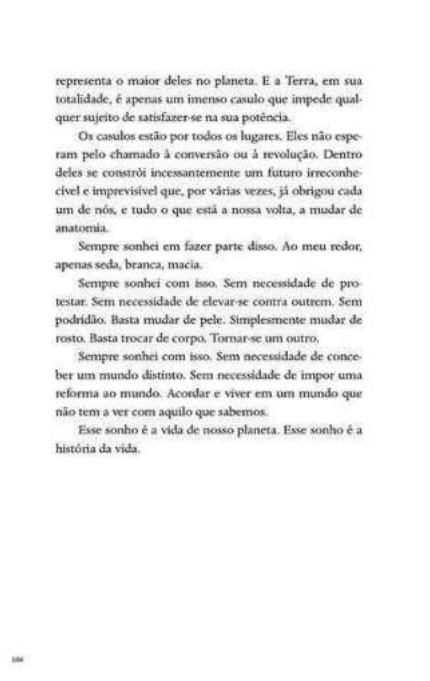 representa o maior deles no planeta. E a Terra, em sua
totalidade, é apenas um imenso casulo que impede qual-
quer sujeito de satisfazer-se na sua potência.
Os casulos estão por todos os lugares. Eles não espe-
ram pelo chamado à conversão ou à revolução. Dentro
deles se constrói incessantemente um futuro irreconhe-
cível e imprevisível que, por várias vezes, já obrigou cada
um de nós, e tudo o que está a nossa volta, a mudar de
anatomia.
Sempre sonhei em fazer parte disso. Ao meu redor,
apenas seda, branca, macia.
Sempre sonhei com isso. Sem necessidade de pro-
testar. Sem necessidade de elevar-se contra outrem. Sem
podridão. Basta mudar de pele. Simplesmente mudar de
rosto. Basta trocar de corpo. Tornar-se um outro.
Sempre sonhei com isso. Sem necessidade de conce-
ber um mundo distinto. Sem necessidade de impor uma
reforma ao mundo. Acordar e viver em um mundo que
não tem a ver com aquilo que sabemos.
Esse sonho é a vida de nosso planeta. Esse sonho é a
história da vida.